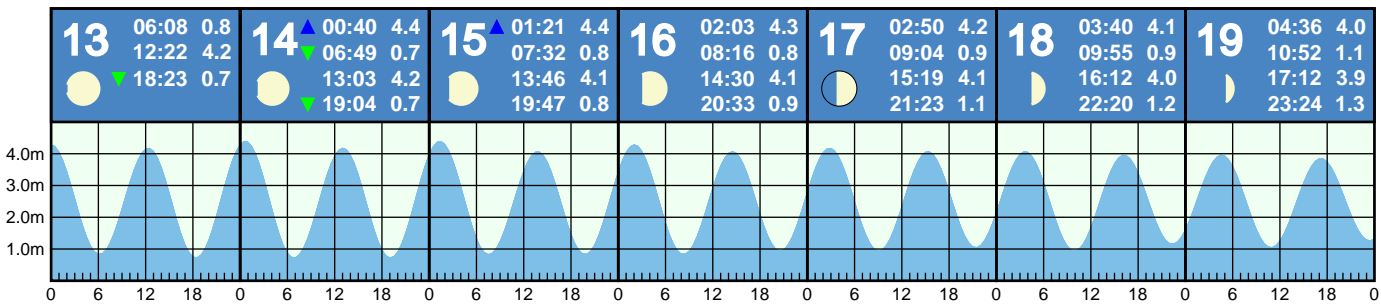 13 06:08 0.8
12:22 4.2
▼ 18:23 0.7
14 ▲ 00:40 4.4
▼ 06:49 0.7
13:03 4.2
▼ 19:04 0.7
15 ▲ 01:21 4.4
07:32 0.8
13:46 4.1
19:47 0.8
16 02:03 4.3
08:16 0.8
14:30 4.1
20:33 0.9
17 02:50 4.2
09:04 0.9
15:19 4.1
21:23 1.1
18 03:40 4.1
09:55 0.9
16:12 4.0
22:20 1.2
19 04:36 4.0
10:52 1.1
17:12 3.9
23:24 1.3
4.0m
3.0m
2.0m
1.0m
0 6 12 18 0 6 12 18 0 6 12 18 0 6 12 18 0 6 12 18 0 6 12 18 0 6 12 18 0